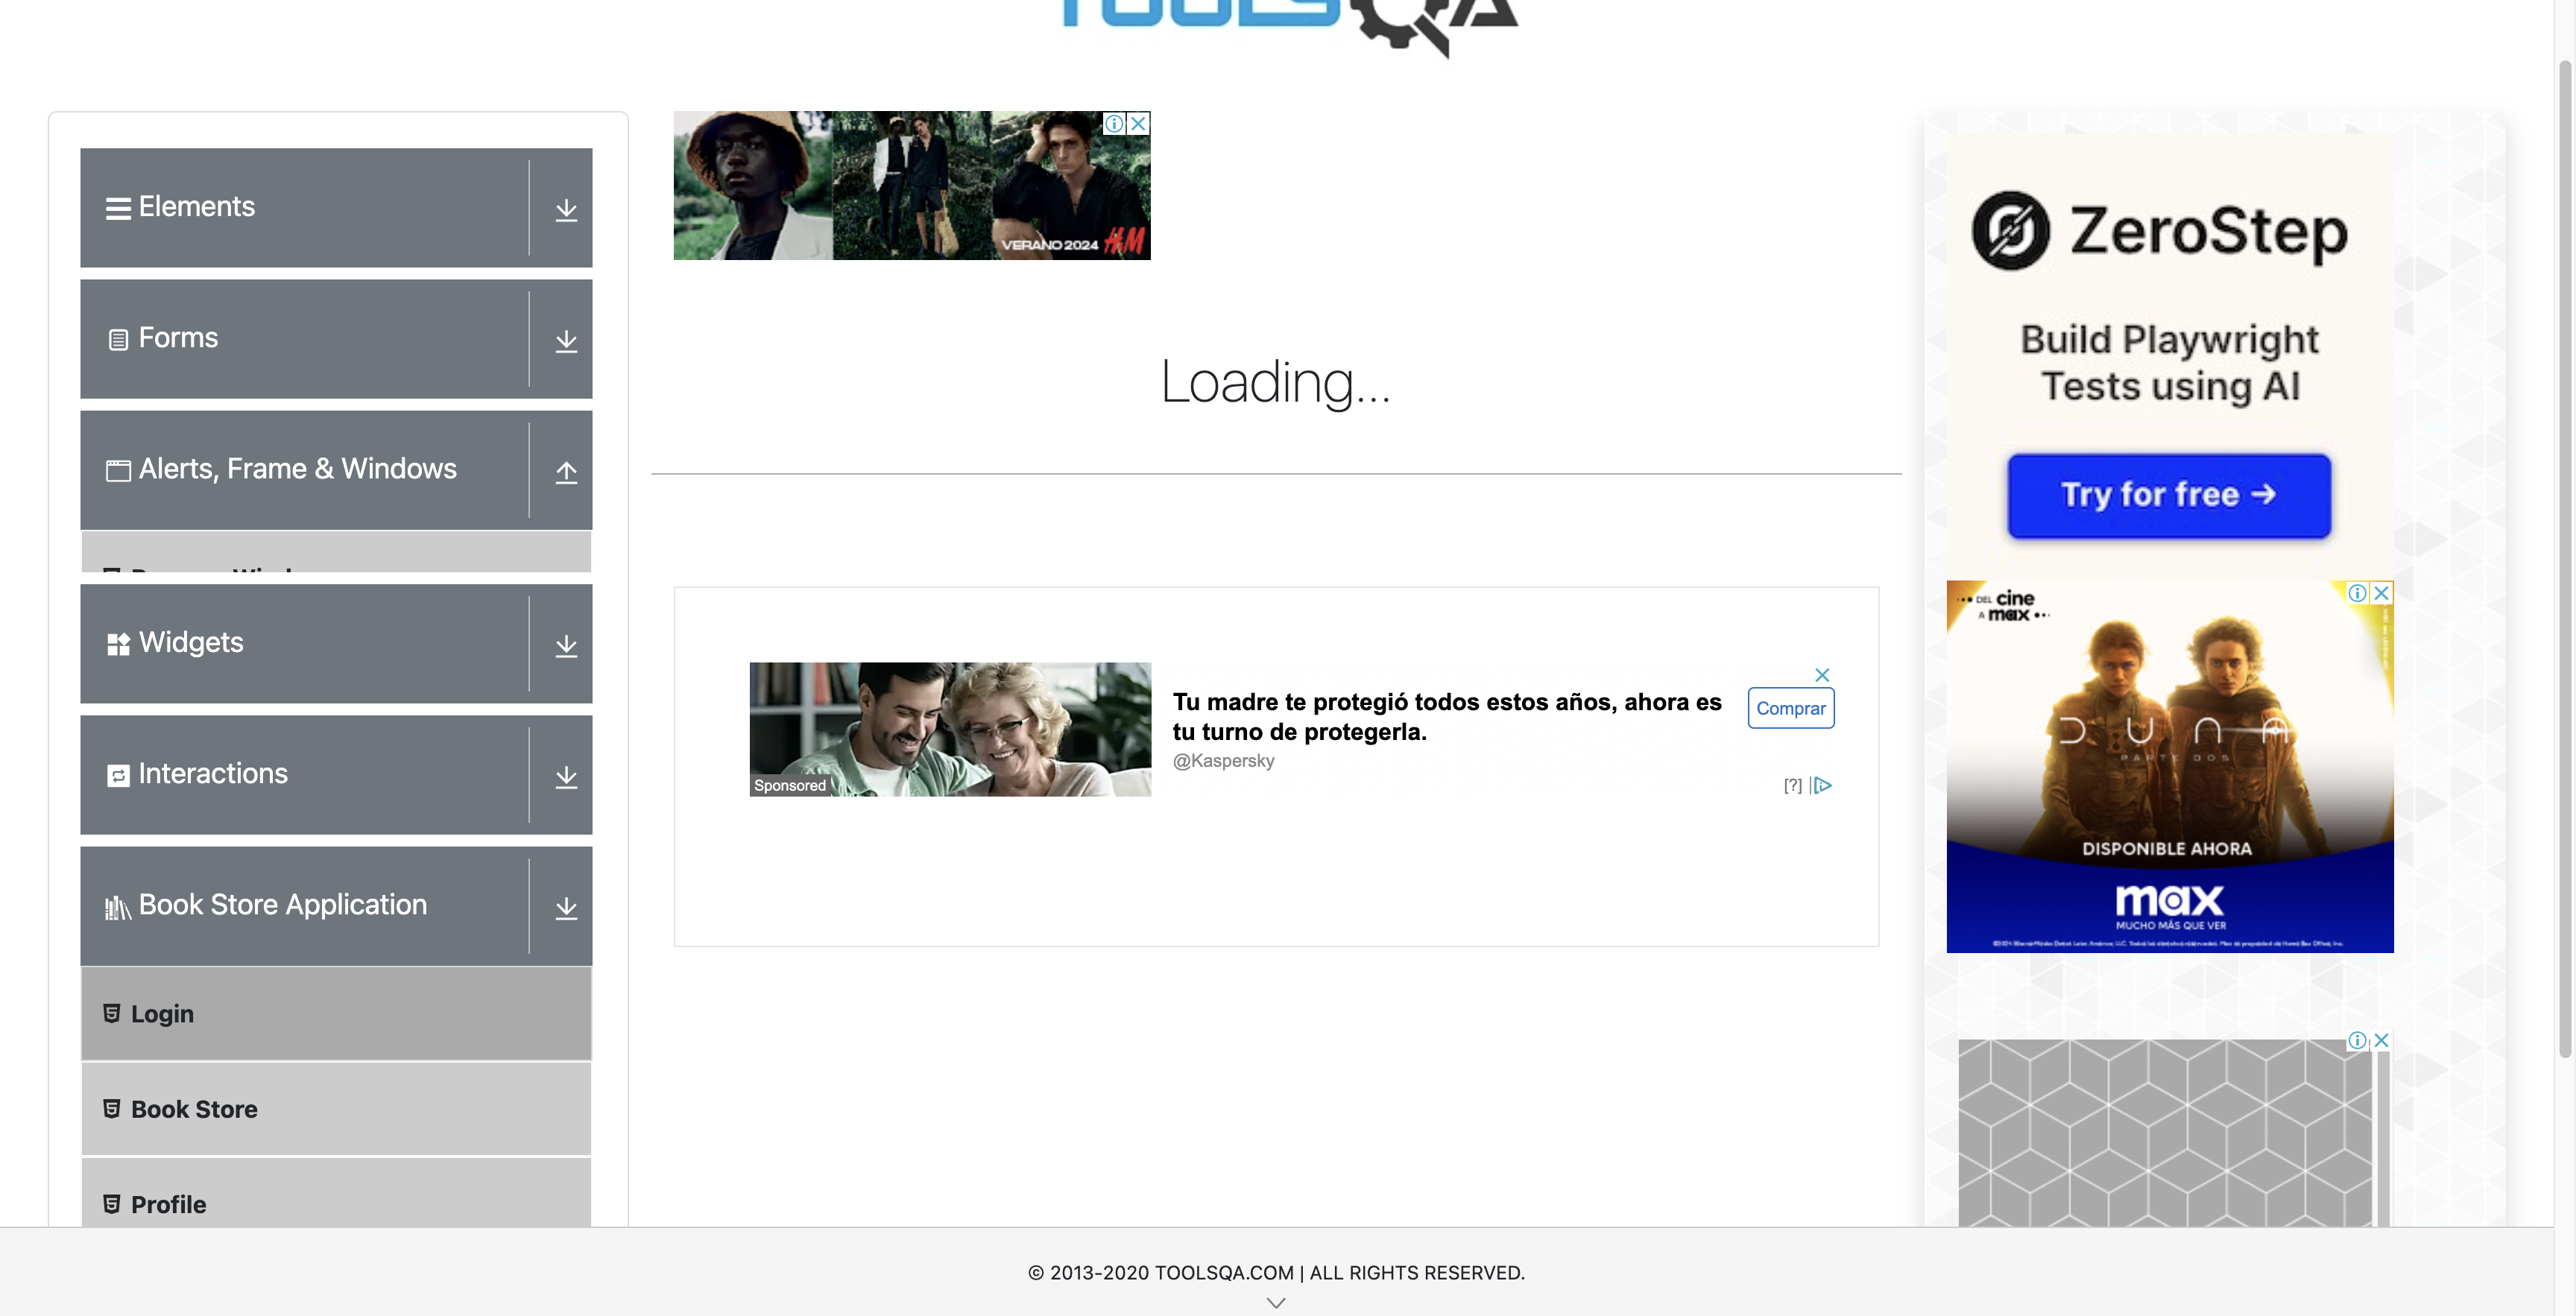 TOOLSQA
Elements
Forms
Alerts, Frame & Windows
Widgets
Interactions
Book Store Application
Login
Book Store
Profile
VERANO 2024 H&M
Loading...
Tu madre te protegió todos estos años, ahora es
tu turno de protegerla.
@Kaspersky
Sponsored
Comprar
[?]
ZeroStep
Build Playwright
Tests using AI
Try for free →
DEL cine
A max
DUNA
PARTE DOS
DISPONIBLE AHORA
max
MUCHO MÁS QUE VER
© 2013-2020 TOOLSQA.COM | ALL RIGHTS RESERVED.